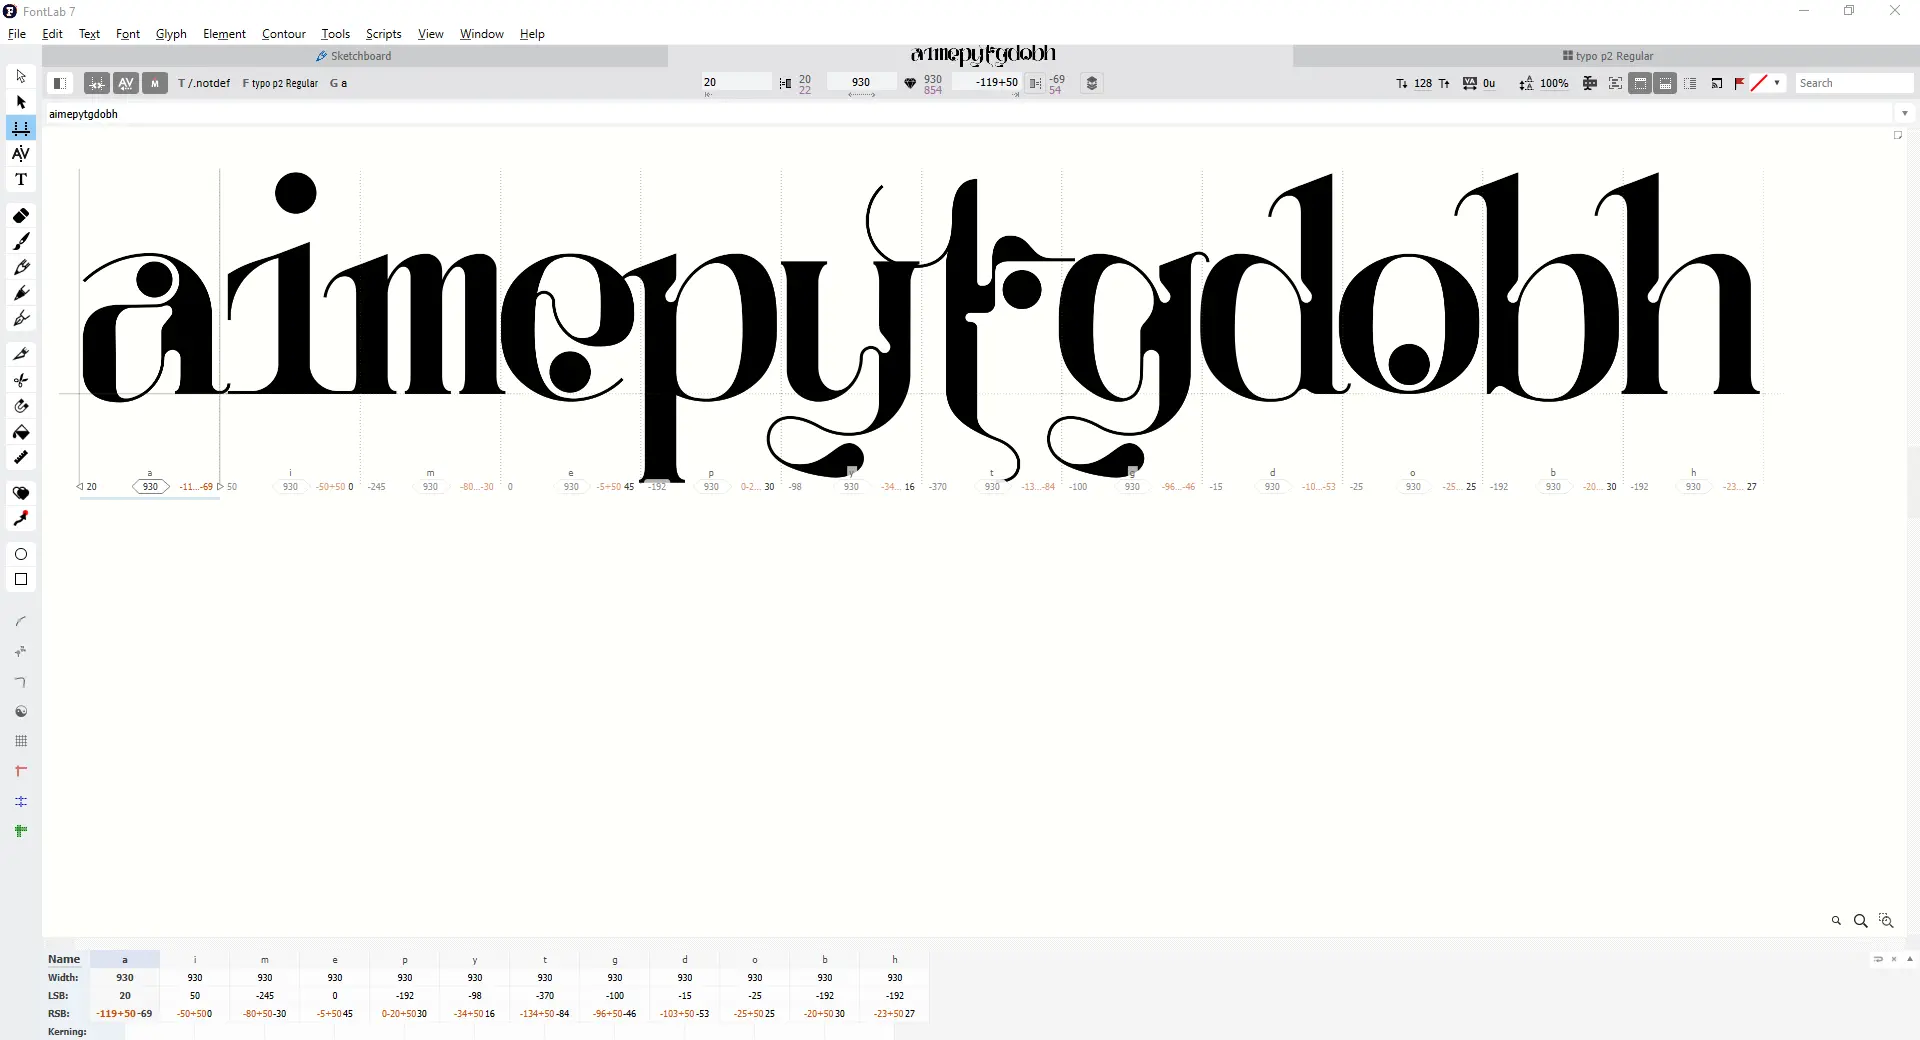 FontLab 7
File Edit Text Font Glyph Element Contour Tools Scripts View Window Help
Sketchboard aimepytgdobh typo p2 Regular
T /.notdef F typo p2 Regular G a 20 20 22 930 930 854 -119+50 -69 54 128 0u 100% Search
aimepytgdobh
aimepytgdobh
a i m e p y t g d o b h
20 930 -11...-69 50 930 -50+50 0 -245 930 -80...-30 0 930 -5+50 45 -192 930 0-2... 30 -98 930 -34... 16 -370 930 -13...-84 -100 930 -96...-46 -15 930 -10...-53 -25 930 -25... 25 -192 930 -20... 30 -192 930 -23... 27
Name a i m e p y t g d o b h
Width: 930 930 930 930 930 930 930 930 930 930 930 930
LSB: 20 50 -245 0 -192 -98 -370 -100 -15 -25 -192 -192
RSB: -119+50 -69 -50+50 0 -80+50 -30 -5+50 45 0-20+50 30 -34+50 16 -134+50 -84 -96+50 -46 -103+50 -53 -25+50 25 -20+50 30 -23+50 27
Kerning: